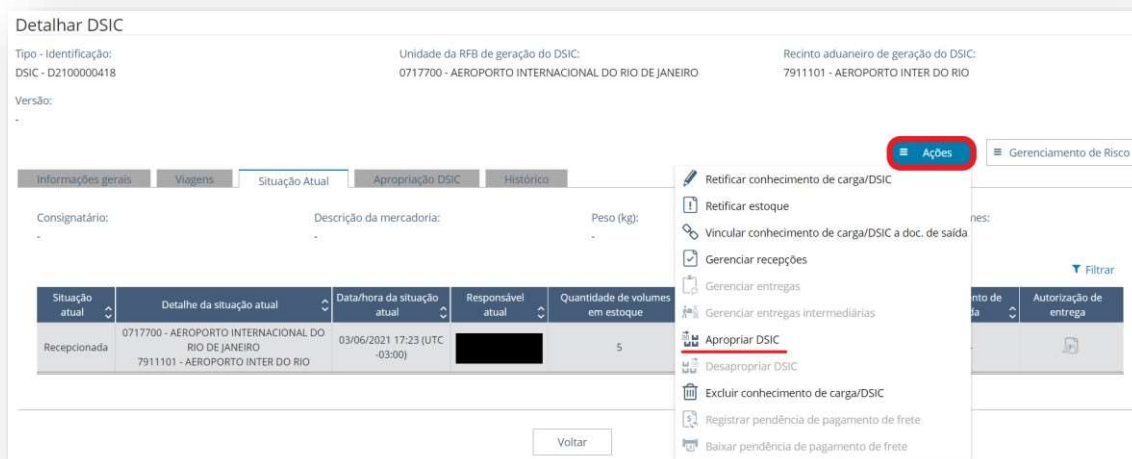 Detalhar DSIC
Tipo - Identificação:
DSIC - D2100000418
Unidade da RFB de geração do DSIC:
0717700 - AEROPORTO INTERNACIONAL DO RIO DE JANEIRO
Recinto aduaneiro de geração do DSIC:
7911101 - AEROPORTO INTER DO RIO
Versão:
-
Ações
Gerenciamento de Risco
Informações gerais
Viagens
Situação Atual
Apropriação DSIC
Histórico
Consignatário:
-
Descrição da mercadoria:
-
Peso (kg):
-
mes:
Filtrar
Situação
atual
Detalhe da situação atual
Data/hora da situação
atual
Responsável
atual
Quantidade de volumes
em estoque
nto de
da
Autorização de
entrega
Recepcionada
0717700 - AEROPORTO INTERNACIONAL DO
RIO DE JANEIRO
7911101 - AEROPORTO INTER DO RIO
03/06/2021 17:23 (UTC
-03:00)
5
-
Retificar conhecimento de carga/DSIC
Retificar estoque
Vincular conhecimento de carga/DSIC a doc. de saída
Gerenciar recepções
Gerenciar entregas
Gerenciar entregas intermediárias
Apropriar DSIC
Desapropriar DSIC
Excluir conhecimento de carga/DSIC
Registrar pendência de pagamento de frete
Baixar pendência de pagamento de frete
Voltar